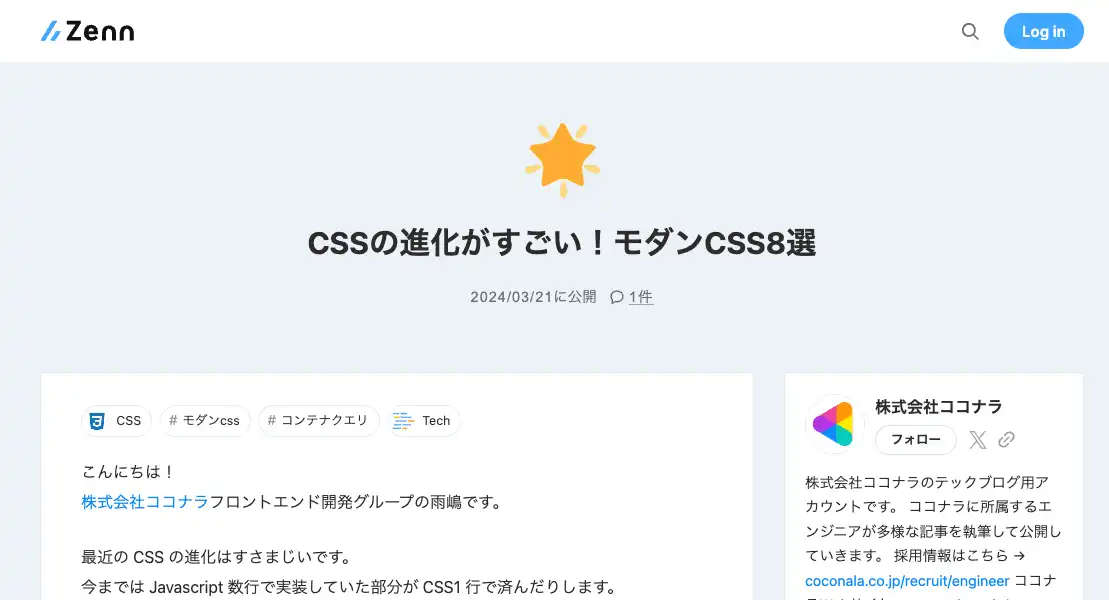 Zenn
Log in
CSSの進化がすごい！モダンCSS8選
2024/03/21に公開 1件
CSS # モダンcss # コンテナクエリ Tech
こんにちは！
株式会社ココナラフロントエンド開発グループの雨嶋です。
最近の CSS の進化はすさまじいです。
今までは Javascript 数行で実装していた部分が CSS1 行で済んだりします。
株式会社ココナラ
フォロー
株式会社ココナラのテックブログ用ア
カウントです。 ココナラに所属するエ
ンジニアが多様な記事を執筆して公開し
ていきます。 採用情報はこちら →
coconala.co.jp/recruit/engineer ココナ